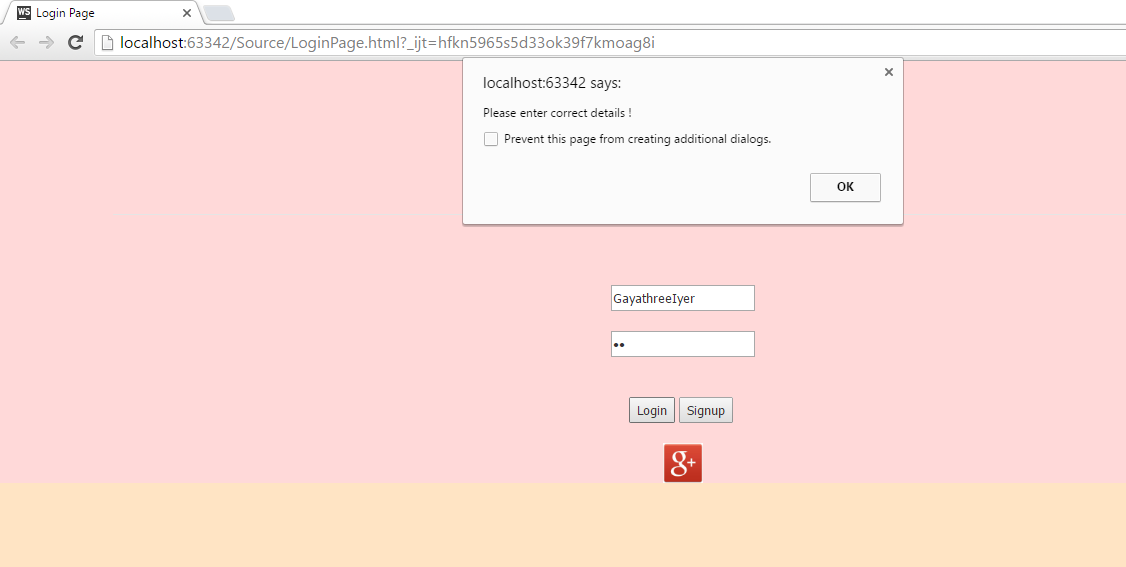 WS Login Page
localhost:63342/Source/LoginPage.html?_ijt=hfkn5965s5d33ok39f7kmoag8i
localhost:63342 says:
Please enter correct details !
Prevent this page from creating additional dialogs.
OK
GayathreeIyer
••
Login Signup
g+